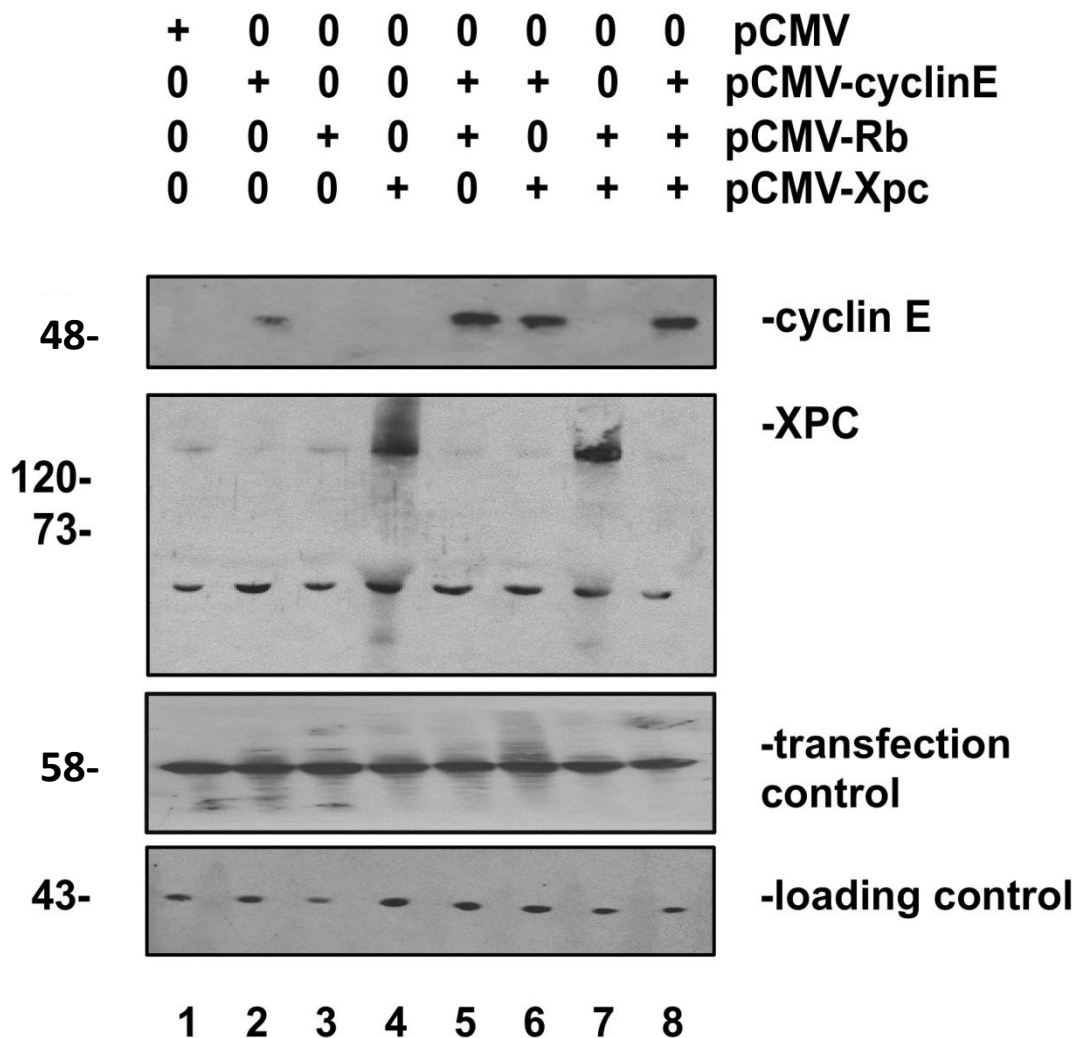 + 0 0 0 0 0 0 0 pCMV
0 + 0 0 + + 0 + pCMV-cyclinE
0 0 + 0 + 0 + + pCMV-Rb
0 0 0 + 0 + + + pCMV-Xpc
48- -cyclin E
-XPC
120-
73-
58- -transfection
control
43- -loading control
1 2 3 4 5 6 7 8